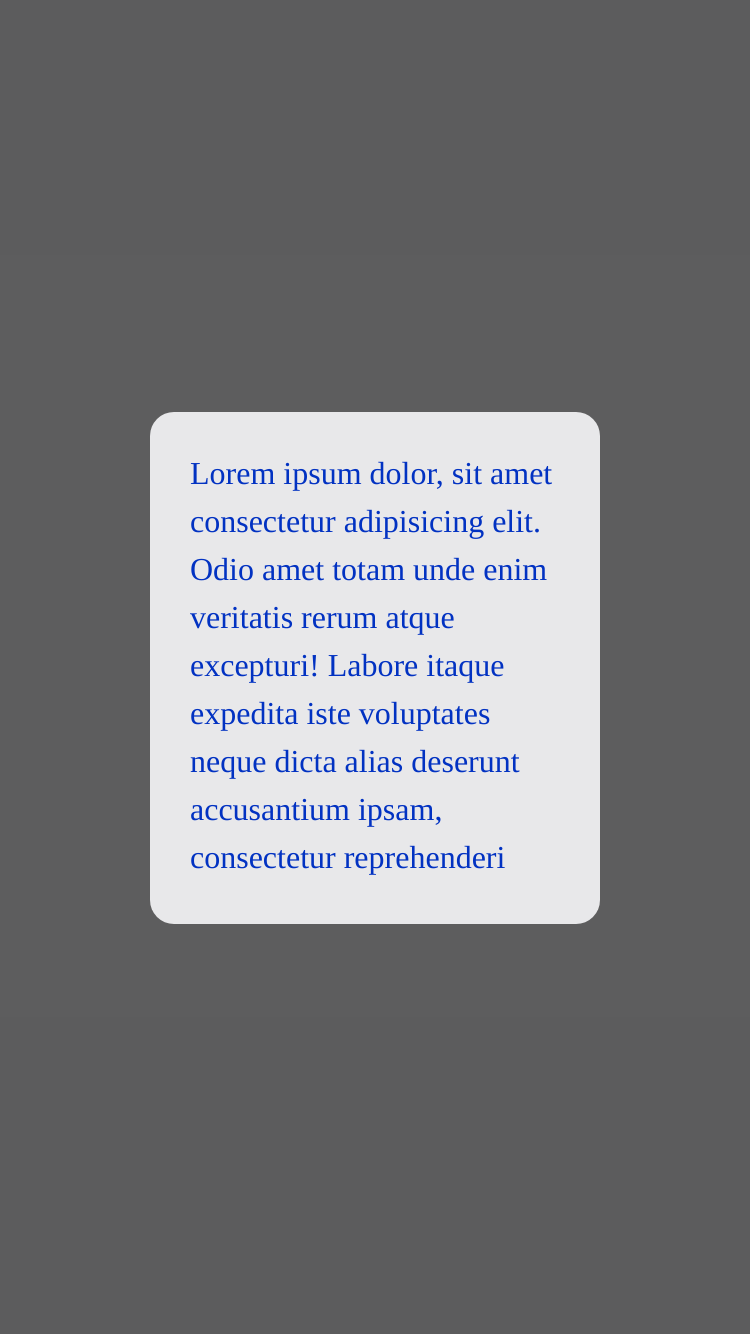 Lorem ipsum dolor, sit amet
consectetur adipisicing elit.
Odio amet totam unde enim
veritatis rerum atque
excepturi! Labore itaque
expedita iste voluptates
neque dicta alias deserunt
accusantium ipsam,
consectetur reprehenderi